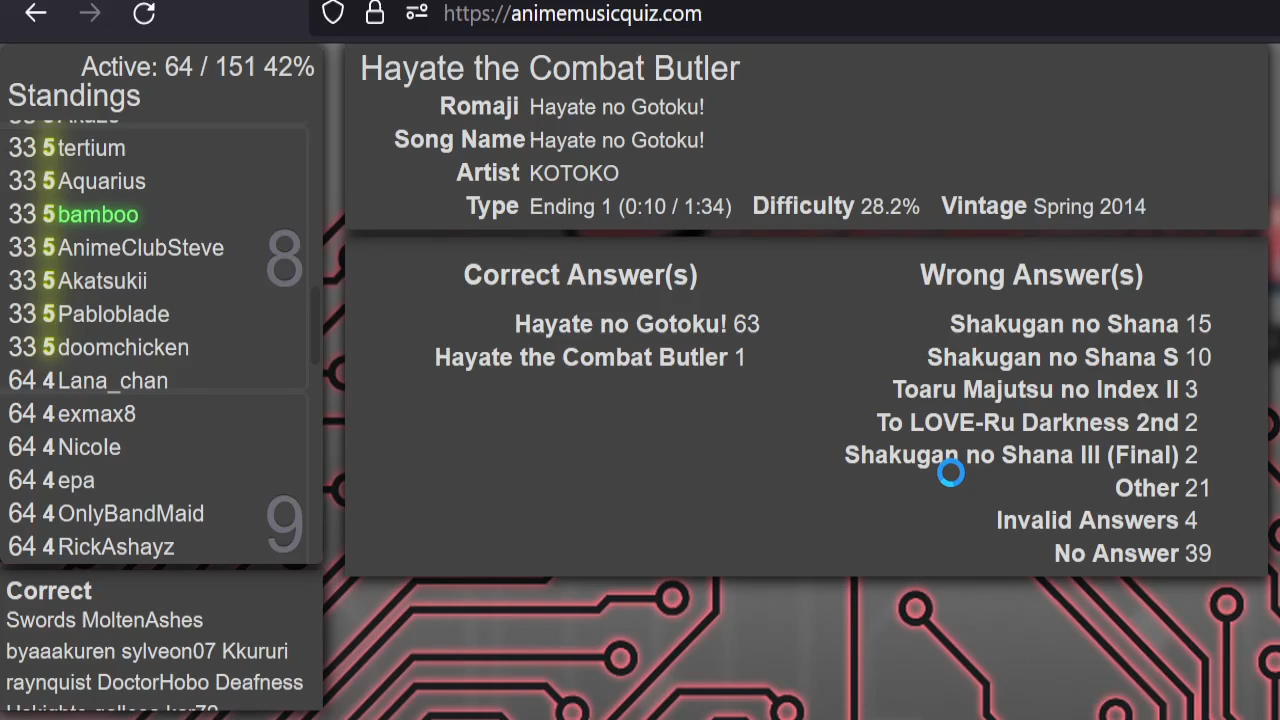 https://animemusicquiz.com
Active: 64 / 151 42%
Standings
33 5 tertium
33 5 Aquarius
33 5 bamboo
33 5 AnimeClubSteve
33 5 Akatsukii
33 5 Pabloblade
33 5 doomchicken
8
64 4 Lana_chan
64 4 exmax8
64 4 Nicole
64 4 epa
64 4 OnlyBandMaid
64 4 RickAshayz
9
Correct
Swords MoltenAshes
byaaakuren sylveon07 Kkururi
raynquist DoctorHobo Deafness
Hayate the Combat Butler
Romaji Hayate no Gotoku!
Song Name Hayate no Gotoku!
Artist KOTOKO
Type Ending 1 (0:10 / 1:34) Difficulty 28.2% Vintage Spring 2014
Correct Answer(s)
Hayate no Gotoku! 63
Hayate the Combat Butler 1
Wrong Answer(s)
Shakugan no Shana 15
Shakugan no Shana S 10
Toaru Majutsu no Index II 3
To LOVE-Ru Darkness 2nd 2
Shakugan no Shana III (Final) 2
Other 21
Invalid Answers 4
No Answer 39